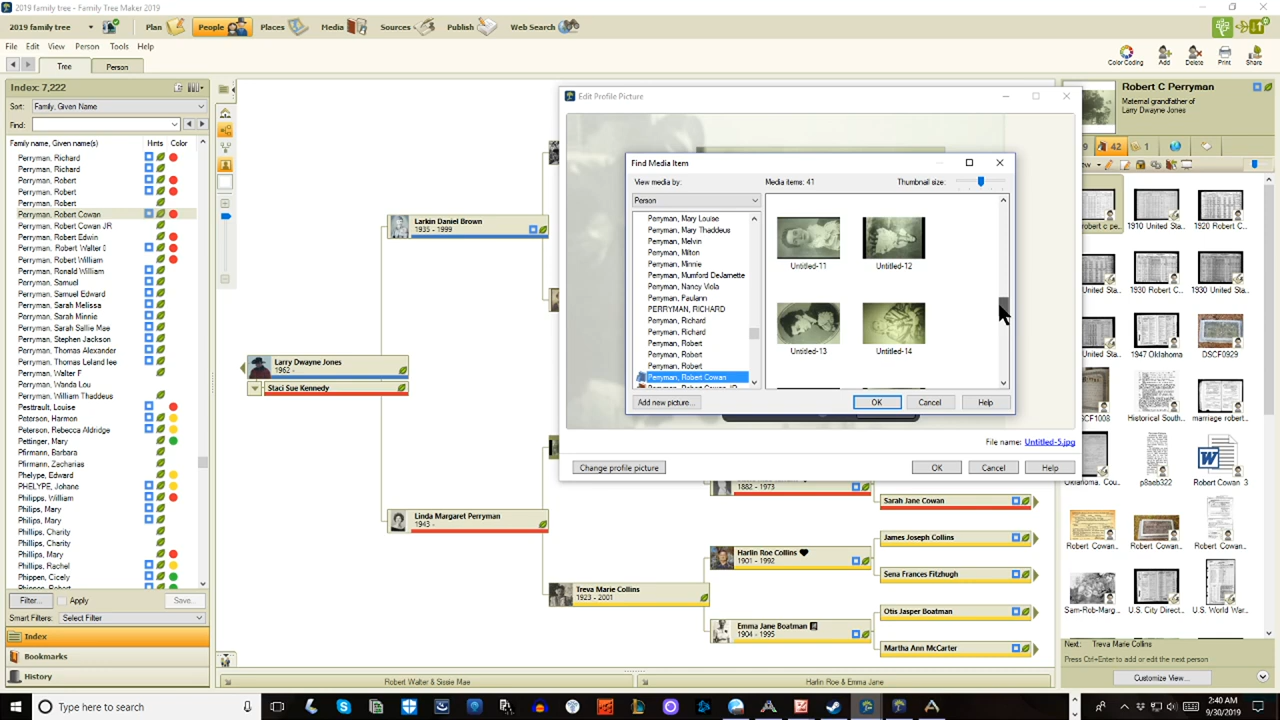 2019 family tree - Family Tree Maker 2019
2019 family tree
Plan
People
Places
Media
Sources
Publish
Web Search
File Edit View Person Tools Help
Tree
Person
Color Coding
Add
Delete
Print
Share
Index: 7,222
Sort: Family, Given Name
Find:
Family name, Given name(s) Hints Color
Perryman, Richard
Perryman, Richard
Perryman, Robert
Perryman, Robert
Perryman, Robert
Perryman, Robert Cowan
Perryman, Robert Cowan JR
Perryman, Robert Edwin
Perryman, Robert Walter
Perryman, Robert William
Perryman, Ronald William
Perryman, Samuel
Perryman, Samuel Edward
Perryman, Sarah Melissa
Perryman, Sarah Minnie
Perryman, Sarah Sallie Mae
Perryman, Stephen Jackson
Perryman, Thomas Alexander
Perryman, Thomas Leland lee
Perryman, Walter F
Perryman, Wanda Lou
Perryman, William Thaddeus
Pesttrault, Louise
Peterson, Harmon
Peterson, Rebecca Aldridge
Pettinger, Mary
Pfirmann, Barbara
Pfirmann, Zacharias
Phelype, Edward
PHELYPE, Johane
Philipps, William
Philips, Mary
Philips, Mary
Phillips, Charity
Phillips, Charity
Phillips, Mary
Phillips, Rachel
Phippen, Cicely
Filter...
Apply
Save...
Smart Filters: Select Filter
Index
Bookmarks
History
Larkin Daniel Brown
1935 - 1999
Larry Dwayne Jones
1962 -
Staci Sue Kennedy
Linda Margaret Perryman
1943 -
Treva Marie Collins
1923 - 2001
1882 - 1973
Harlin Roe Collins
1901 - 1992
Emma Jane Boatman
1904 - 1995
Sarah Jane Cowan
James Joseph Collins
Sena Frances Fitzhugh
Otis Jasper Boatman
Martha Ann McCarter
Robert Walter & Sissie Mae
Harlin Roe & Emma Jane
Edit Profile Picture
Find Media Item
View media by:
Person
Media items: 41
Thumbnail size:
Perryman, Mary Louise
Perryman, Mary Thaddeus
Perryman, Melvin
Perryman, Milton
Perryman, Minnie
Perryman, Mumford DeJarnette
Perryman, Nancy Viola
Perryman, Paulann
PERRYMAN, RICHARD
Perryman, Richard
Perryman, Richard
Perryman, Robert
Perryman, Robert
Perryman, Robert
Perryman, Robert Cowan
Untitled-11
Untitled-12
Untitled-13
Untitled-14
Add new picture...
OK
Cancel
Help
File name: Untitled-5.jpg
Change profile picture
OK
Cancel
Help
Robert C Perryman
Maternal grandfather of
Larry Dwayne Jones
42
1
1910 United S...
1920 Robert C...
1930 Robert C...
1930 United Sta...
1947 Oklahoma
DSCF0929
DSCF1008
Historical South...
marriage robert...
Oklahoma, Cou...
p8aeb322
Robert Cowan 3
Robert Cowan...
Robert Cowan...
Robert Cowan...
Sam-Rob-Marg...
U.S. City Direct...
U.S. World War...
Next: Treva Marie Collins
Press Ctrl+Enter to add or edit the next person
Customize View...
Type here to search
2:40 AM
9/30/2019